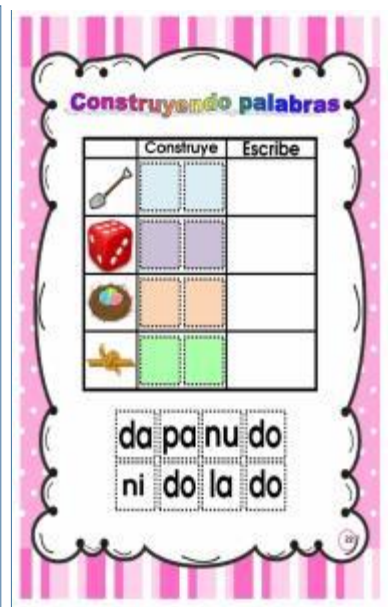 Construyendo palabras
Construye Escribe
da pa nu do
ni do la do